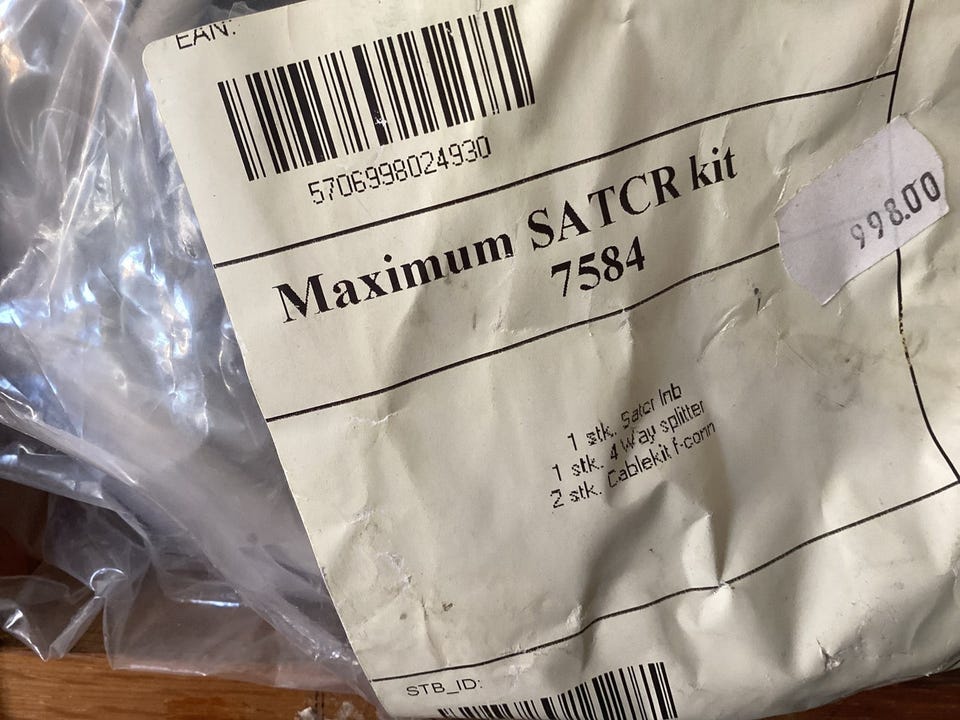 EAN:
5706998024930
Maximum SATCR kit
7584
998.00
1 stk. Satcr lnb
1 stk. 4 way splitter
2 stk. Cablekit f-conn
STB_ID: